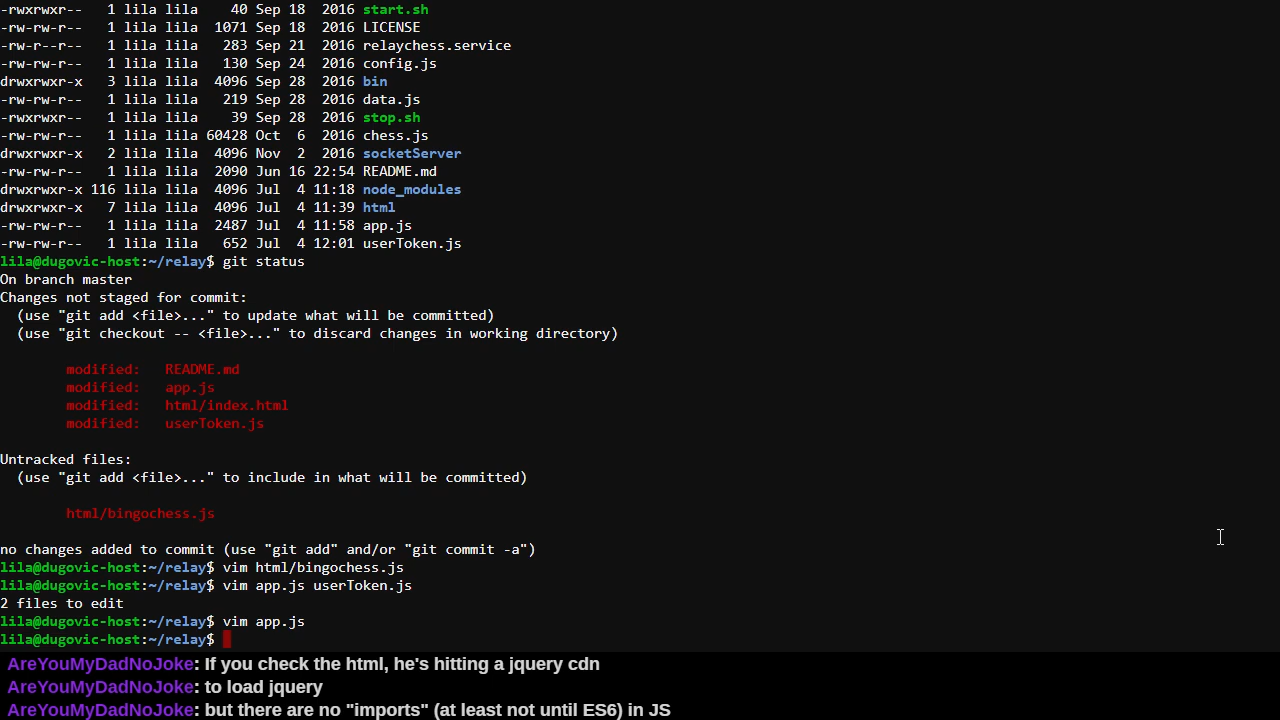 -rwxrwxr-- 1 lila lila 40 Sep 18 2016 start.sh
-rw-rw-r-- 1 lila lila 1071 Sep 18 2016 LICENSE
-rw-r--r-- 1 lila lila 283 Sep 21 2016 relaychess.service
-rw-rw-r-- 1 lila lila 130 Sep 24 2016 config.js
drwxrwxr-x 3 lila lila 4096 Sep 28 2016 bin
-rw-rw-r-- 1 lila lila 219 Sep 28 2016 data.js
-rwxrwxr-- 1 lila lila 39 Sep 28 2016 stop.sh
-rw-rw-r-- 1 lila lila 60428 Oct 6 2016 chess.js
drwxrwxr-x 2 lila lila 4096 Nov 2 2016 socketServer
-rw-rw-r-- 1 lila lila 2090 Jun 16 22:54 README.md
drwxrwxr-x 116 lila lila 4096 Jul 4 11:18 node_modules
drwxrwxr-x 7 lila lila 4096 Jul 4 11:39 html
-rw-rw-r-- 1 lila lila 2487 Jul 4 11:58 app.js
-rw-rw-r-- 1 lila lila 652 Jul 4 12:01 userToken.js
lila@dugovic-host:~/relay$ git status
On branch master
Changes not staged for commit:
(use "git add <file>..." to update what will be committed)
(use "git checkout -- <file>..." to discard changes in working directory)
modified: README.md
modified: app.js
modified: html/index.html
modified: userToken.js
Untracked files:
(use "git add <file>..." to include in what will be committed)
html/bingochess.js
no changes added to commit (use "git add" and/or "git commit -a")
lila@dugovic-host:~/relay$ vim html/bingochess.js
lila@dugovic-host:~/relay$ vim app.js userToken.js
2 files to edit
lila@dugovic-host:~/relay$ vim app.js
lila@dugovic-host:~/relay$
AreYouMyDadNoJoke: If you check the html, he's hitting a jquery cdn
AreYouMyDadNoJoke: to load jquery
AreYouMyDadNoJoke: but there are no "imports" (at least not until ES6) in JS